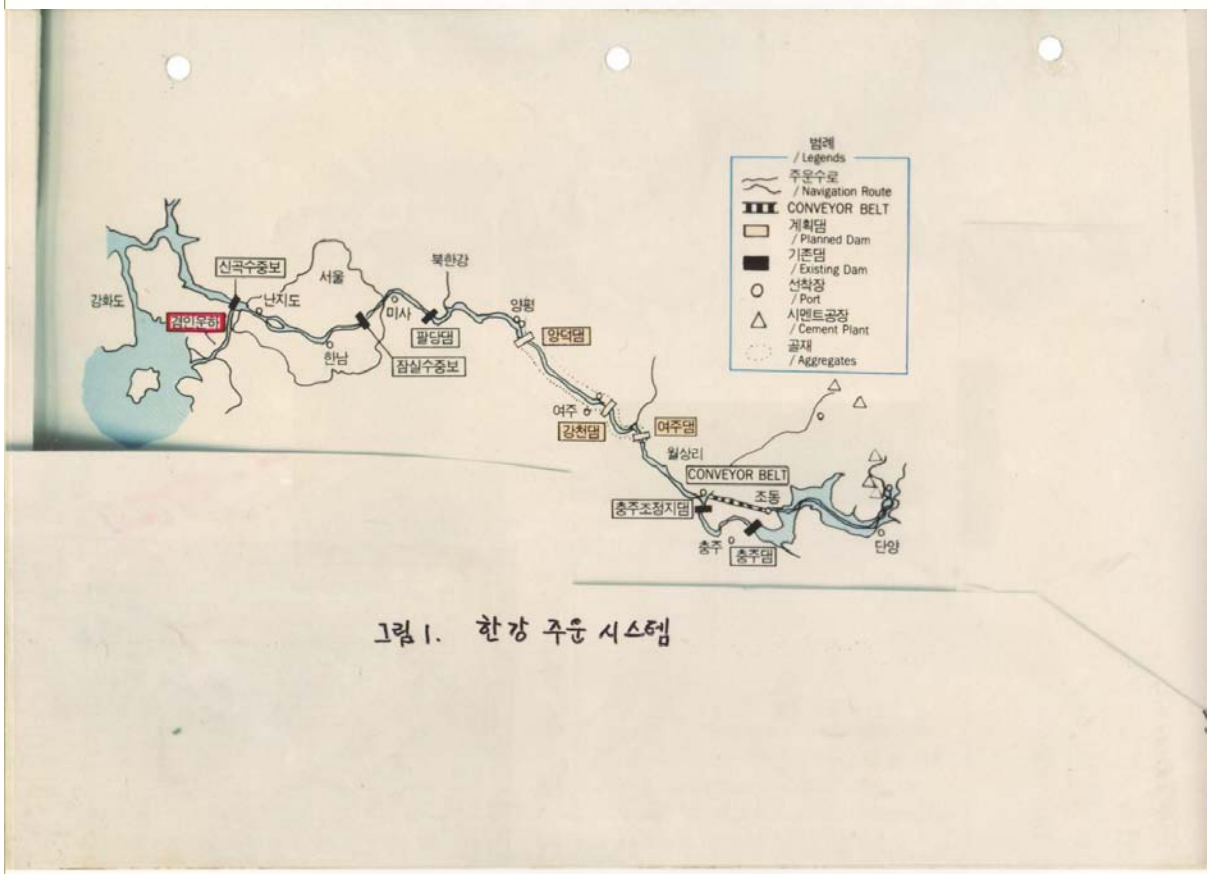 범례
/ Legends
주운수로
/ Navigation Route
CONVEYOR BELT
계획댐
/ Planned Dam
기존댐
/ Existing Dam
선착장
/ Port
시멘트공장
/ Cement Plant
골재
/ Aggregates
신곡수중보
서울
북한강
강화도
난지도
경인운하
미사
팔당댐
양평
양덕댐
한남
잠실수중보
여주
강천댐
여주댐
월상리
CONVEYOR BELT
조동
충주조정지댐
충주
충주댐
단양
그림 1. 한강 주운 시스템